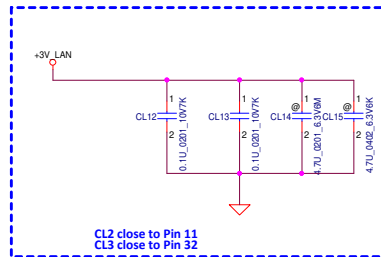 +3V_LAN
1 1 1 1
CL12 CL13 @ CL14 @ CL15
2 2 2 2
0.1U_0201_10V7K
0.1U_0201_10V7K
4.7U_0201_6.3V6M
4.7U_0402_6.3V6K
CL2 close to Pin 11
CL3 close to Pin 32